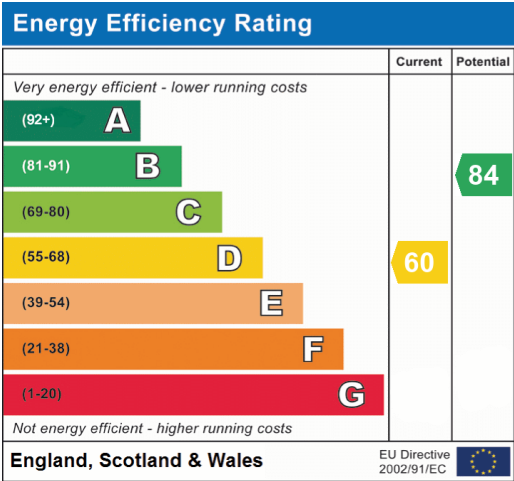 Energy Efficiency Rating
Current Potential
Very energy efficient - lower running costs
(92+) A
(81-91) B
84
(69-80) C
(55-68) D
60
(39-54) E
(21-38) F
(1-20) G
Not energy efficient - higher running costs
England, Scotland & Wales
EU Directive
2002/91/EC